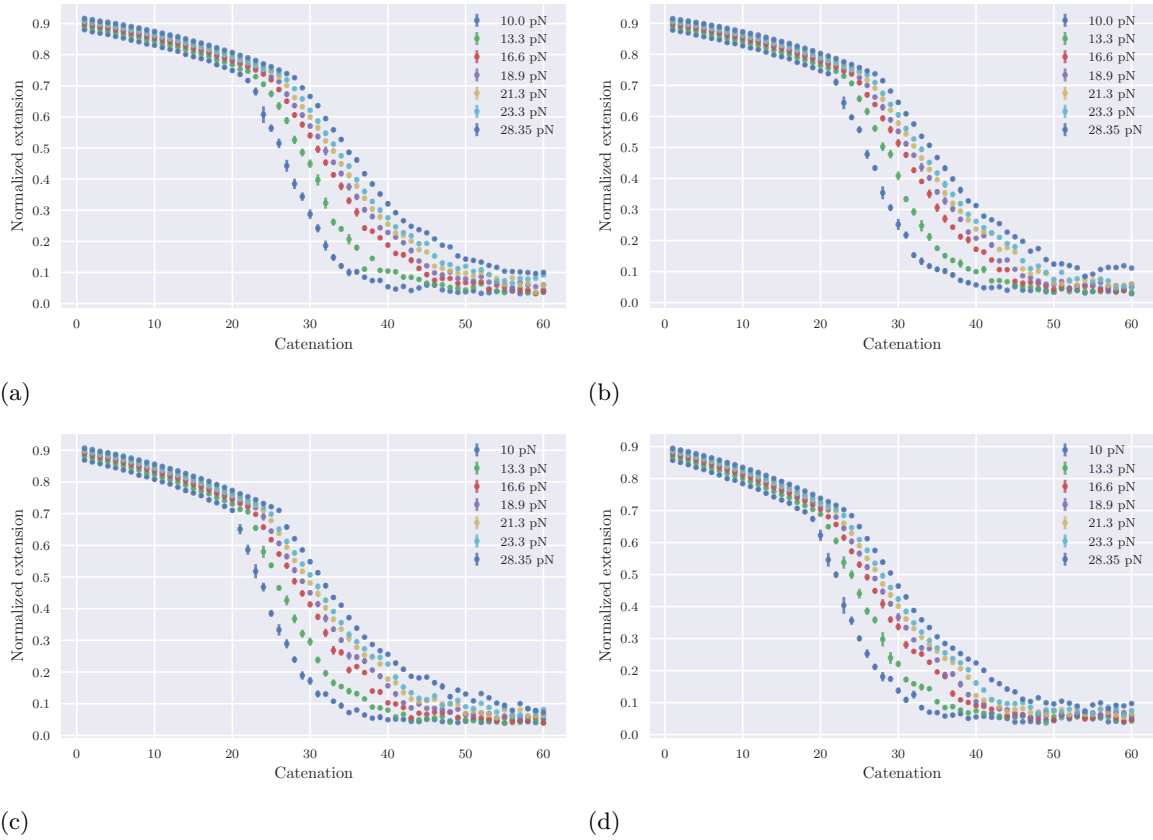 0.9
0.8
0.7
0.6
0.5
0.4
0.3
0.2
0.1
0.0
0 10 20 30 40 50 60
Normalized extension
Catenation
10.0 pN
13.3 pN
16.6 pN
18.9 pN
21.3 pN
23.3 pN
28.35 pN
(a)
0.9
0.8
0.7
0.6
0.5
0.4
0.3
0.2
0.1
0.0
0 10 20 30 40 50 60
Normalized extension
Catenation
10.0 pN
13.3 pN
16.6 pN
18.9 pN
21.3 pN
23.3 pN
28.35 pN
(b)
0.9
0.8
0.7
0.6
0.5
0.4
0.3
0.2
0.1
0.0
0 10 20 30 40 50 60
Normalized extension
Catenation
10 pN
13.3 pN
16.6 pN
18.9 pN
21.3 pN
23.3 pN
28.35 pN
(c)
0.9
0.8
0.7
0.6
0.5
0.4
0.3
0.2
0.1
0.0
0 10 20 30 40 50 60
Normalized extension
Catenation
10 pN
13.3 pN
16.6 pN
18.9 pN
21.3 pN
23.3 pN
28.35 pN
(d)